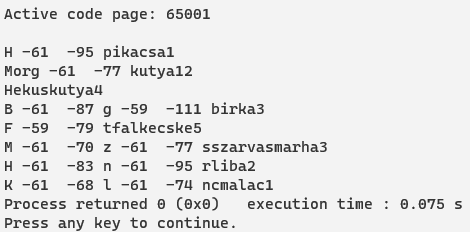 Active code page: 65001
H -61  -95 pikacsa1
Morg -61  -77 kutya12
Hekuskutya4
B -61  -87 g -59  -111 birka3
F -59  -79 tfalkecske5
M -61  -70 z -61  -77 sszarvasmarha3
H -61  -83 n -61  -95 rliba2
K -61  -68 l -61  -74 ncmalac1
Process returned 0 (0x0)   execution time : 0.075 s
Press any key to continue.